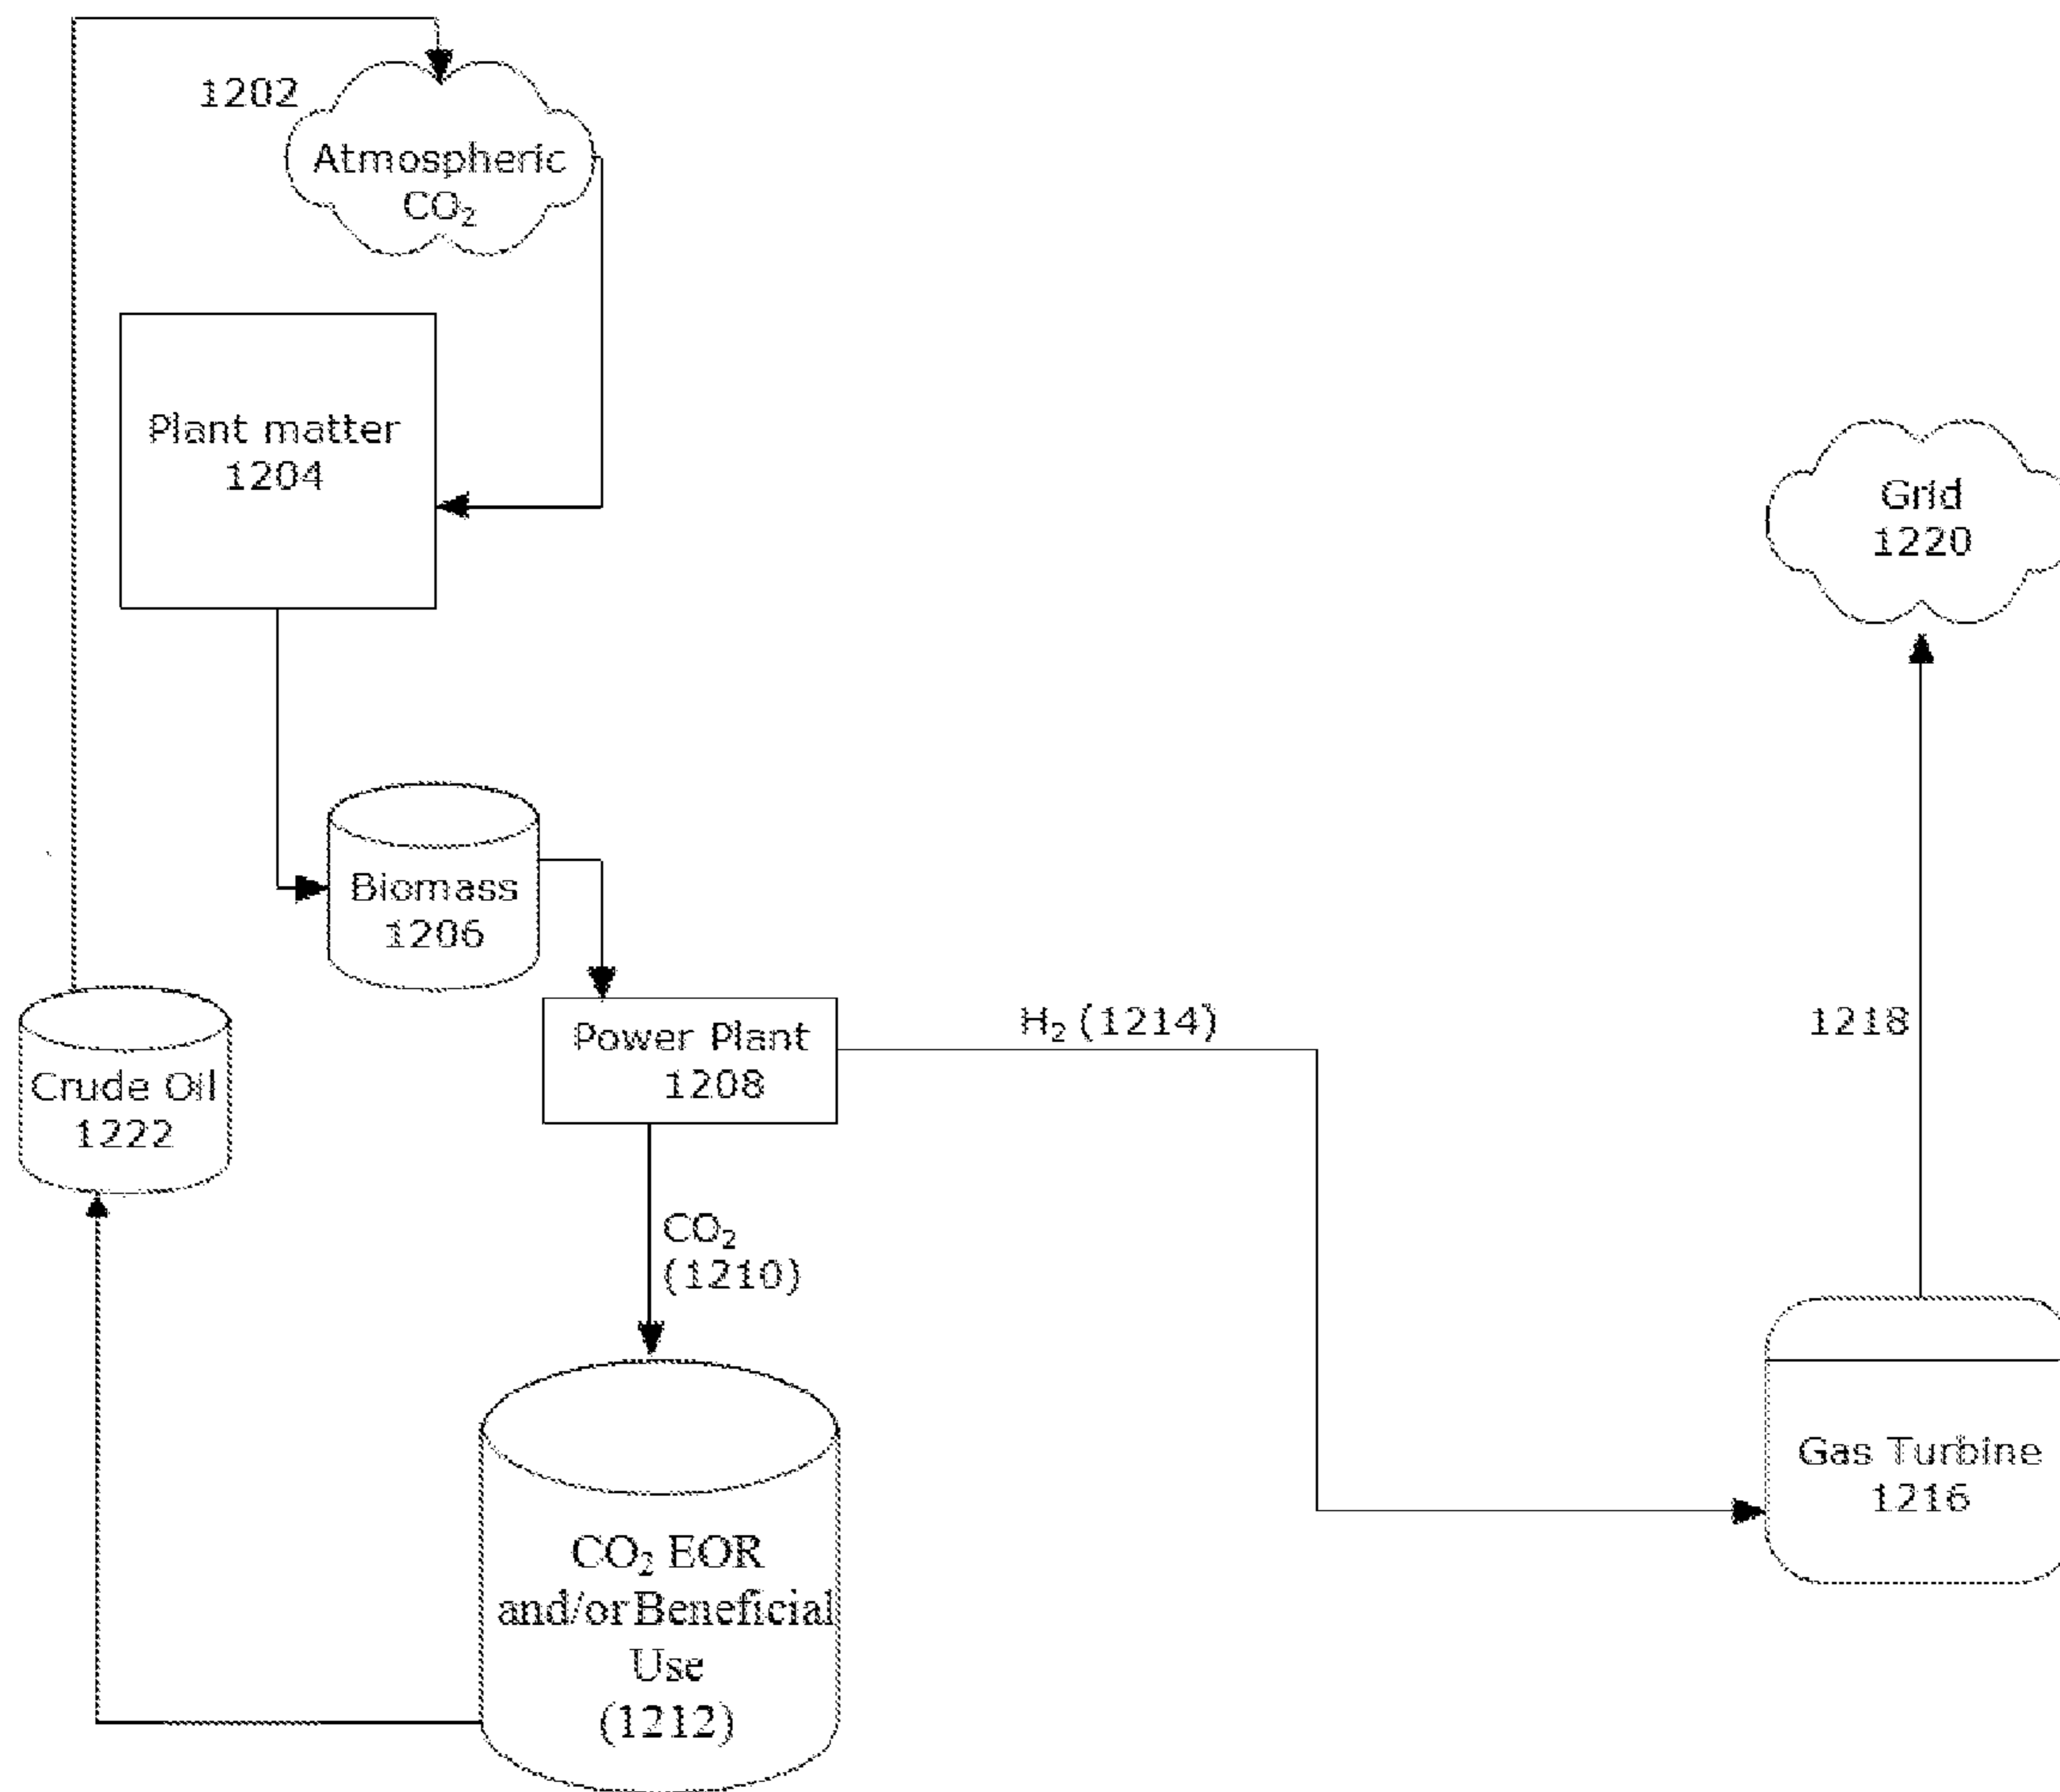 1202
Atmospheric
CO₂
Plant matter
1204
Grid
1220
Biomass
1206
Power Plant
1208
H₂ (1214)
1218
Crude Oil
1222
CO₂
(1210)
Gas Turbine
1216
CO₂ EOR
and/or Beneficial
Use
(1212)